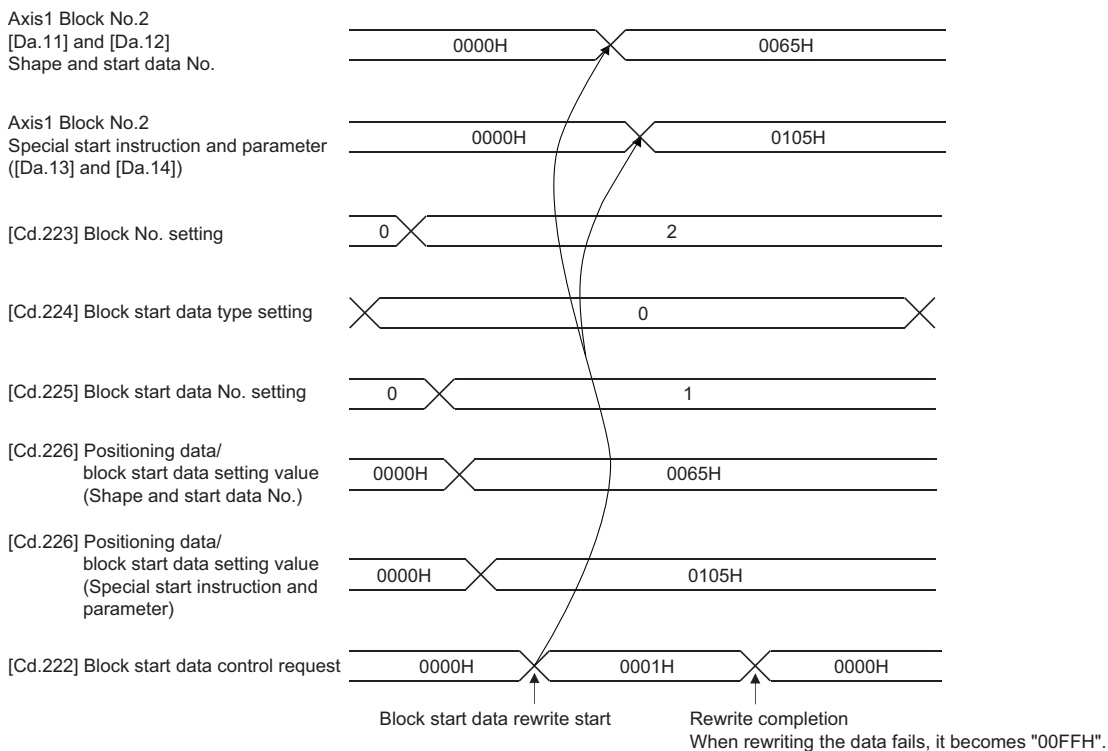 Axis1 Block No.2
[Da.11] and [Da.12]
Shape and start data No.
0000H
0065H
Axis1 Block No.2
Special start instruction and parameter
([Da.13] and [Da.14])
0000H
0105H
[Cd.223] Block No. setting
0
2
[Cd.224] Block start data type setting
0
[Cd.225] Block start data No. setting
0
1
[Cd.226] Positioning data/
block start data setting value
(Shape and start data No.)
0000H
0065H
[Cd.226] Positioning data/
block start data setting value
(Special start instruction and
parameter)
0000H
0105H
[Cd.222] Block start data control request
0000H
0001H
0000H
Block start data rewrite start
Rewrite completion
When rewriting the data fails, it becomes "00FFH".